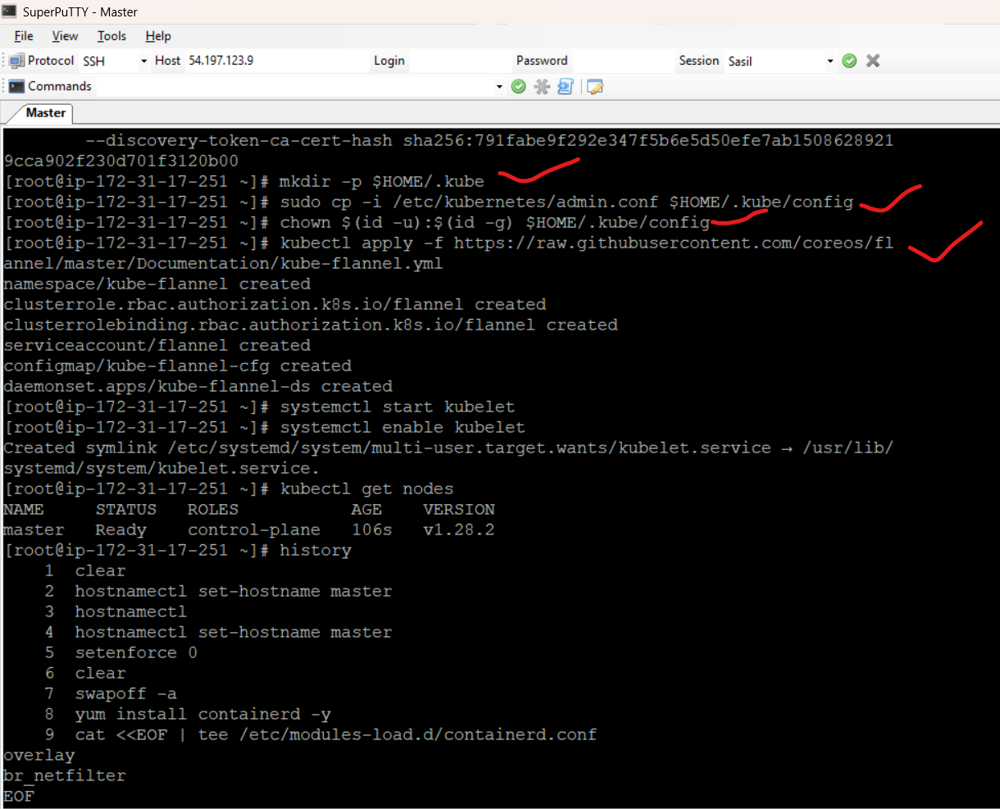 SuperPuTTY - Master
File View Tools Help
Protocol SSH Host 54.197.123.9 Login Password Session Sasil
Commands
Master
--discovery-token-ca-cert-hash sha256:791fabe9f292e347f5b6e5d50efe7ab1508628921
9cca902f230d701f3120b00
[root@ip-172-31-17-251 ~]# mkdir -p $HOME/.kube
[root@ip-172-31-17-251 ~]# sudo cp -i /etc/kubernetes/admin.conf $HOME/.kube/config
[root@ip-172-31-17-251 ~]# chown $(id -u):$(id -g) $HOME/.kube/config
[root@ip-172-31-17-251 ~]# kubectl apply -f https://raw.githubusercontent.com/coreos/fl
annel/master/Documentation/kube-flannel.yml
namespace/kube-flannel created
clusterrole.rbac.authorization.k8s.io/flannel created
clusterrolebinding.rbac.authorization.k8s.io/flannel created
serviceaccount/flannel created
configmap/kube-flannel-cfg created
daemonset.apps/kube-flannel-ds created
[root@ip-172-31-17-251 ~]# systemctl start kubelet
[root@ip-172-31-17-251 ~]# systemctl enable kubelet
Created symlink /etc/systemd/system/multi-user.target.wants/kubelet.service → /usr/lib/
systemd/system/kubelet.service.
[root@ip-172-31-17-251 ~]# kubectl get nodes
NAME STATUS ROLES AGE VERSION
master Ready control-plane 106s v1.28.2
[root@ip-172-31-17-251 ~]# history
1 clear
2 hostnamectl set-hostname master
3 hostnamectl
4 hostnamectl set-hostname master
5 setenforce 0
6 clear
7 swapoff -a
8 yum install containerd -y
9 cat <<EOF | tee /etc/modules-load.d/containerd.conf
overlay
br_netfilter
EOF